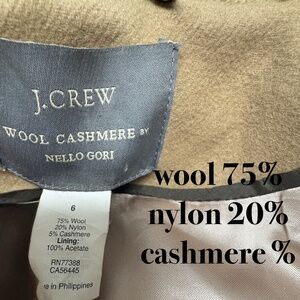 J.CREW
WOOL CASHMERE BY
NELLO GORI
6
75% Wool
20% Nylon
5% Cashmere
Lining:
100% Acetate
RN77388
CA56445
in Philippines
wool 75%
nylon 20%
cashmere %